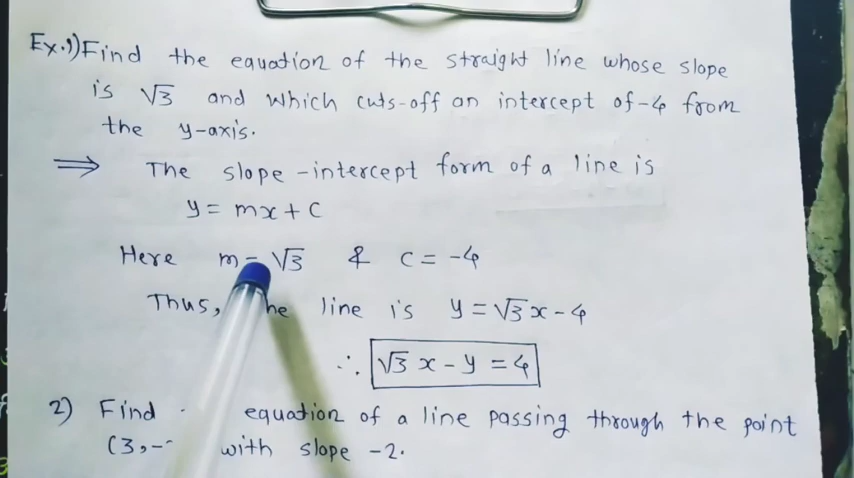 Ex.1) Find the equation of the straight line whose slope
is √3 and which cuts-off an intercept of -4 from
the y-axis.
⟹ The slope-intercept form of a line is
y = mx + c
Here m = √3 & c = -4
Thus, line is y = √3x - 4
∴ √3 x - y = 4
2) Find equation of a line passing through the point
(3,- with slope -2.